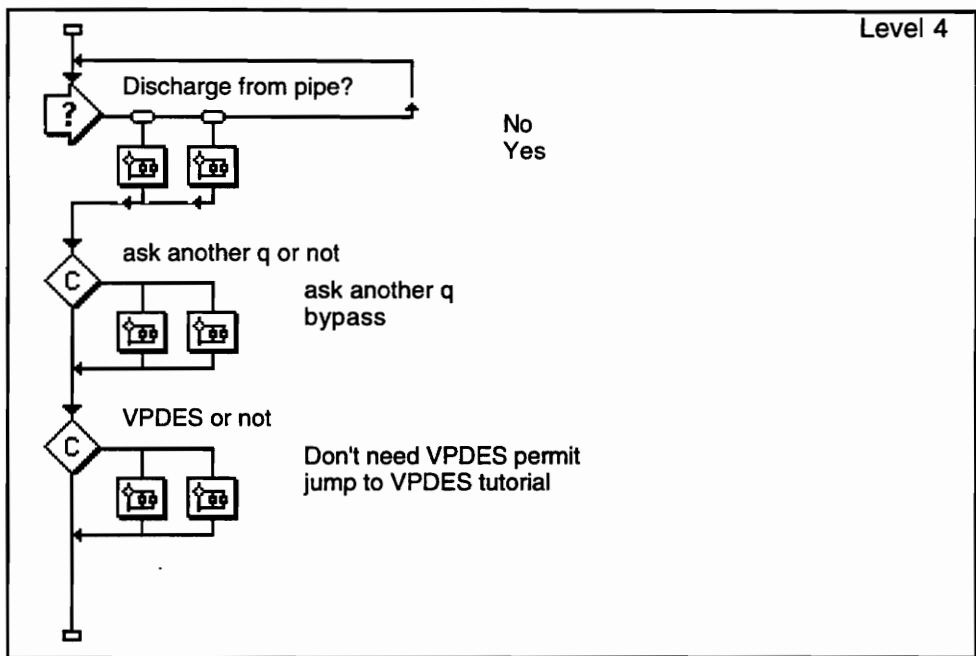 Level 4
Discharge from pipe?
?
No
Yes
ask another q or not
C
ask another q
bypass
VPDES or not
C
Don't need VPDES permit
jump to VPDES tutorial